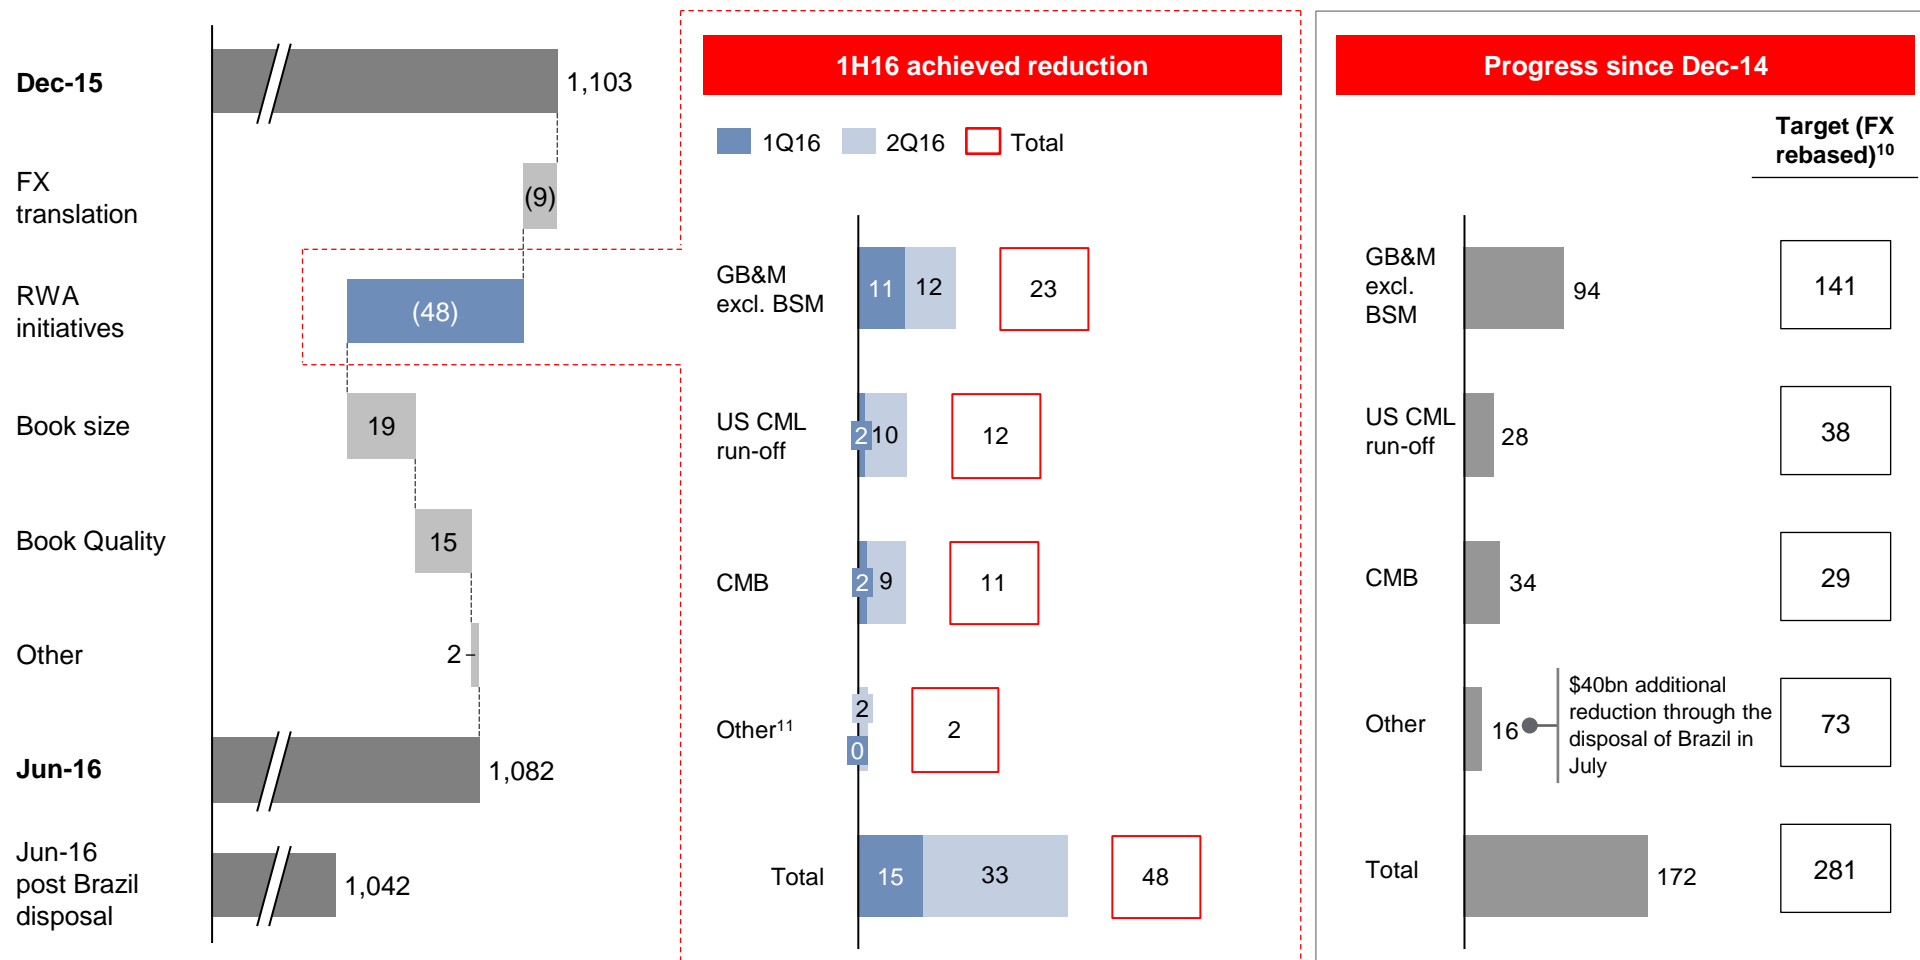 Dec-15
1,103
FX
translation
(9)
RWA
initiatives
(48)
Book size
19
Book Quality
15
Other
2
Jun-16
1,082
Jun-16
post Brazil
disposal
1,042
1H16 achieved reduction
1Q16 2Q16 Total
GB&M
excl. BSM
11 12 23
US CML
run-off
2 10 12
CMB
2 9 11
Other11
2
0
2
Total
15 33 48
Progress since Dec-14
Target (FX
rebased)10
GB&M
excl.
BSM
94
141
US CML
run-off
28
38
CMB
34
29
Other
16
$40bn additional
reduction through the
disposal of Brazil in
July
73
Total
172
281